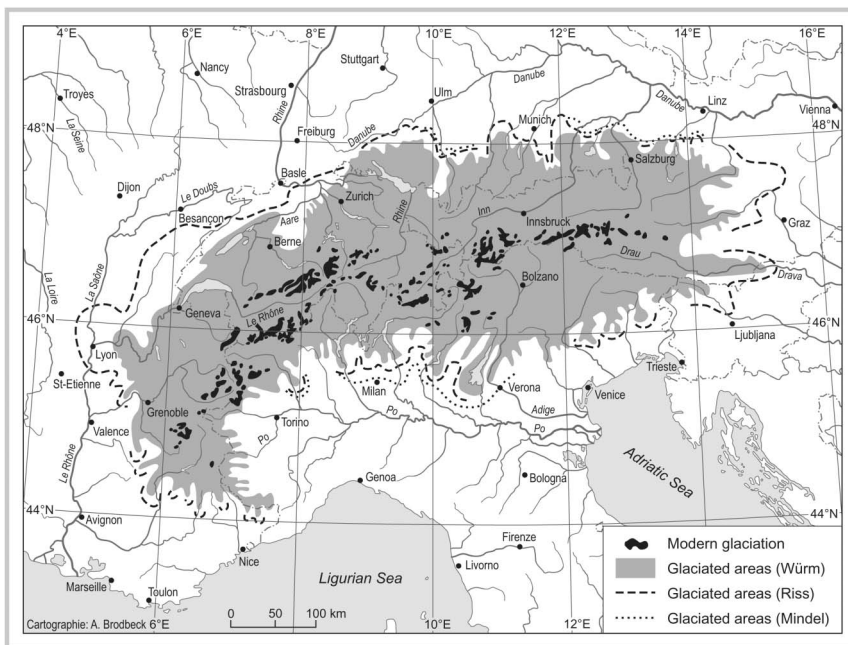 4°E 6°E 8°E 10°E 12°E 14°E 16°E
Stuttgart
Nancy
Strasbourg
Troyes
Ulm
Danube
Linz
Vienna
La Seine
Rhine
Munich
Danube
48°N
Freiburg
Danube
48°N
Salzburg
Basle
Dijon
Le Doubs
Zurich
Besançon
Rhine
Inn
Aare
Innsbruck
Graz
Berne
La Saône
Drau
La Loire
Bolzano
Drava
Geneva
Le Rhône
46°N
46°N
Ljubljana
Lyon
Trieste
St-Etienne
Milan
Verona
Venice
Grenoble
Adige
Torino
Valence
Po
Po
Po
Le Rhône
Adriatic Sea
Genoa
Bologna
44°N
44°N
Avignon
Firenze
Nice
Livorno
Marseille
Toulon
Ligurian Sea
Modern glaciation
Glaciated areas (Würm)
Glaciated areas (Riss)
Glaciated areas (Mindel)
0 50 100 km
Cartographie: A. Brodbeck 6°E
10°E
12°E